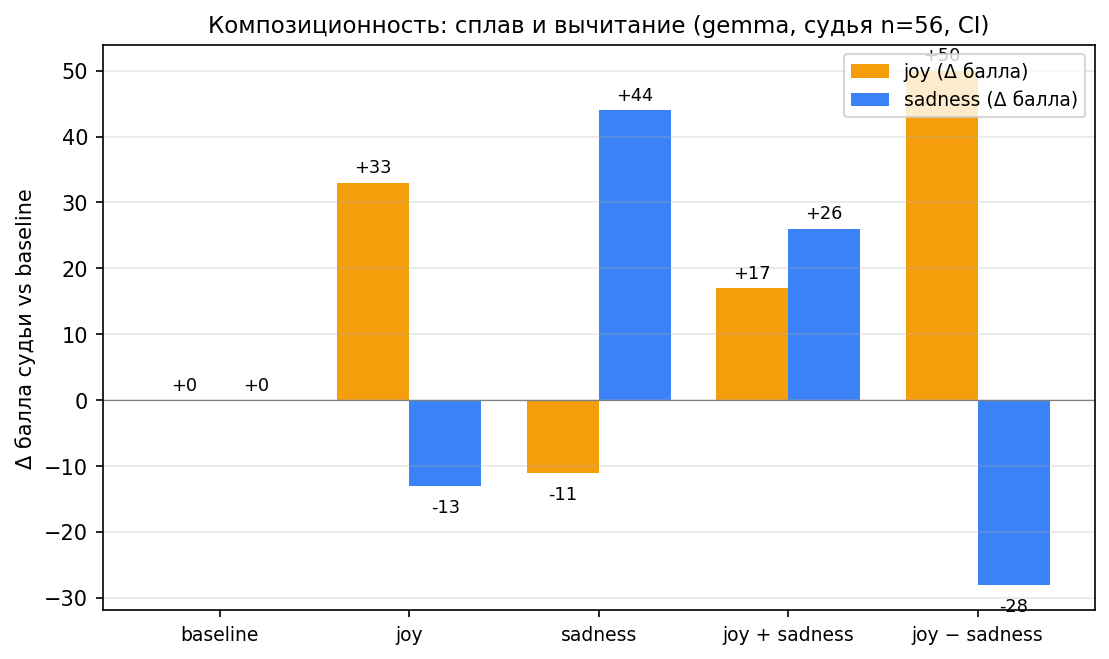 Композиционность: сплав и вычитание (gemma, судья n=56, CI)
Δ балла судьи vs baseline
50
40
30
20
10
0
−10
−20
−30
+0
+0
+33
-13
-11
+44
+17
+26
+50
-28
joy (Δ балла)
sadness (Δ балла)
baseline
joy
sadness
joy + sadness
joy − sadness